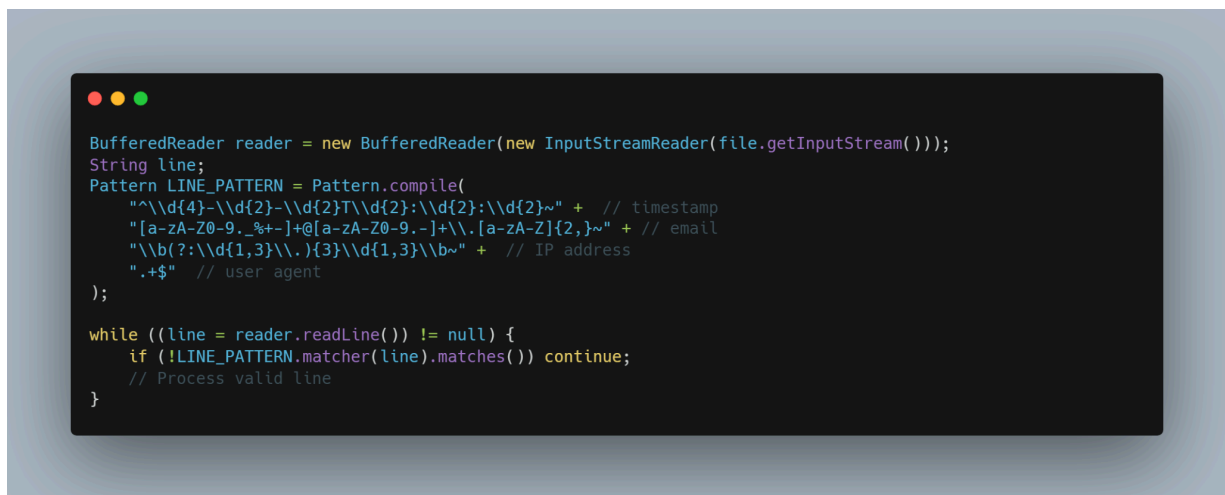 BufferedReader reader = new BufferedReader(new InputStreamReader(file.getInputStream()));
String line;
Pattern LINE_PATTERN = Pattern.compile(
    "^\\d{4}-\\d{2}-\\d{2}T\\d{2}:\\d{2}:\\d{2}~" +  // timestamp
    "[a-zA-Z0-9._%+-]+@[a-zA-Z0-9.-]+\\.[a-zA-Z]{2,}~" + // email
    "\\b(?:\\d{1,3}\\.){3}\\d{1,3}\\b~" +  // IP address
    ".+$"  // user agent
);
while ((line = reader.readLine()) != null) {
    if (!LINE_PATTERN.matcher(line).matches()) continue;
    // Process valid line
}